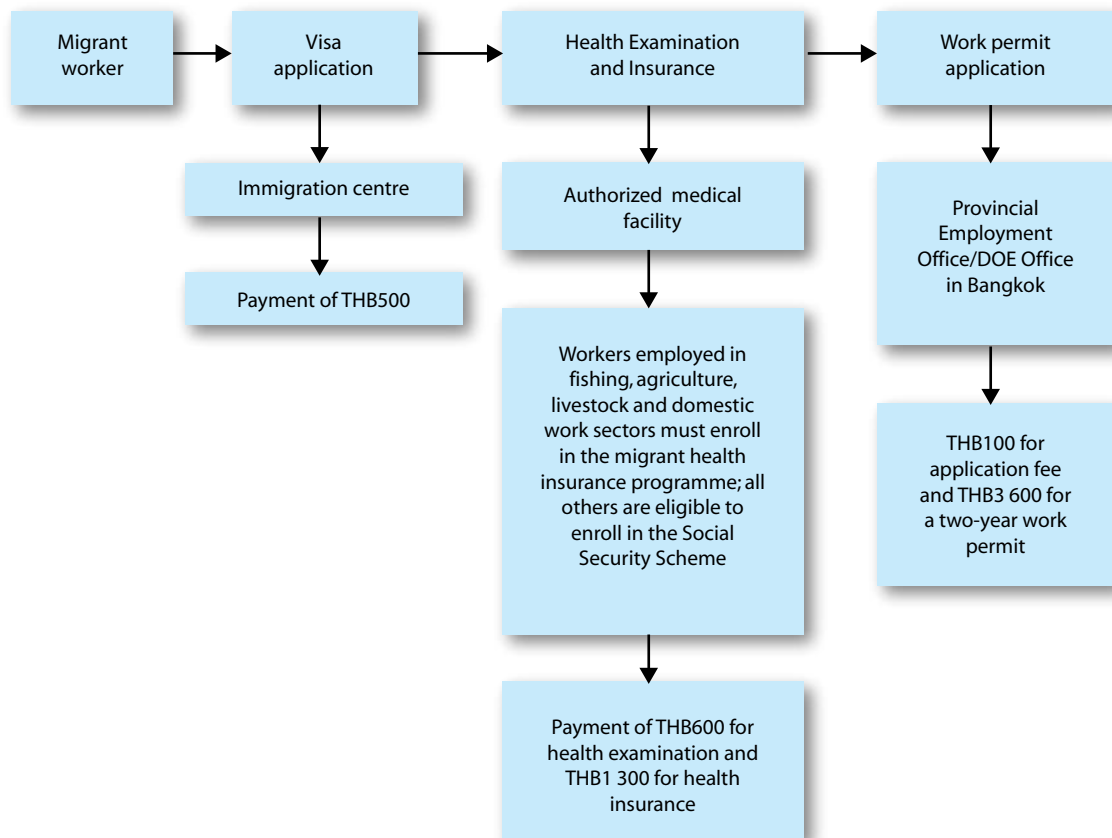 Migrant
worker
Visa
application
Health Examination
and Insurance
Work permit
application
Immigration centre
Payment of THB500
Authorized medical
facility
Workers employed in
fishing, agriculture,
livestock and domestic
work sectors must enroll
in the migrant health
insurance programme; all
others are eligible to
enroll in the Social
Security Scheme
Payment of THB600 for
health examination and
THB1 300 for health
insurance
Provincial
Employment
Office/DOE Office
in Bangkok
THB100 for
application fee
and THB3 600 for
a two-year work
permit